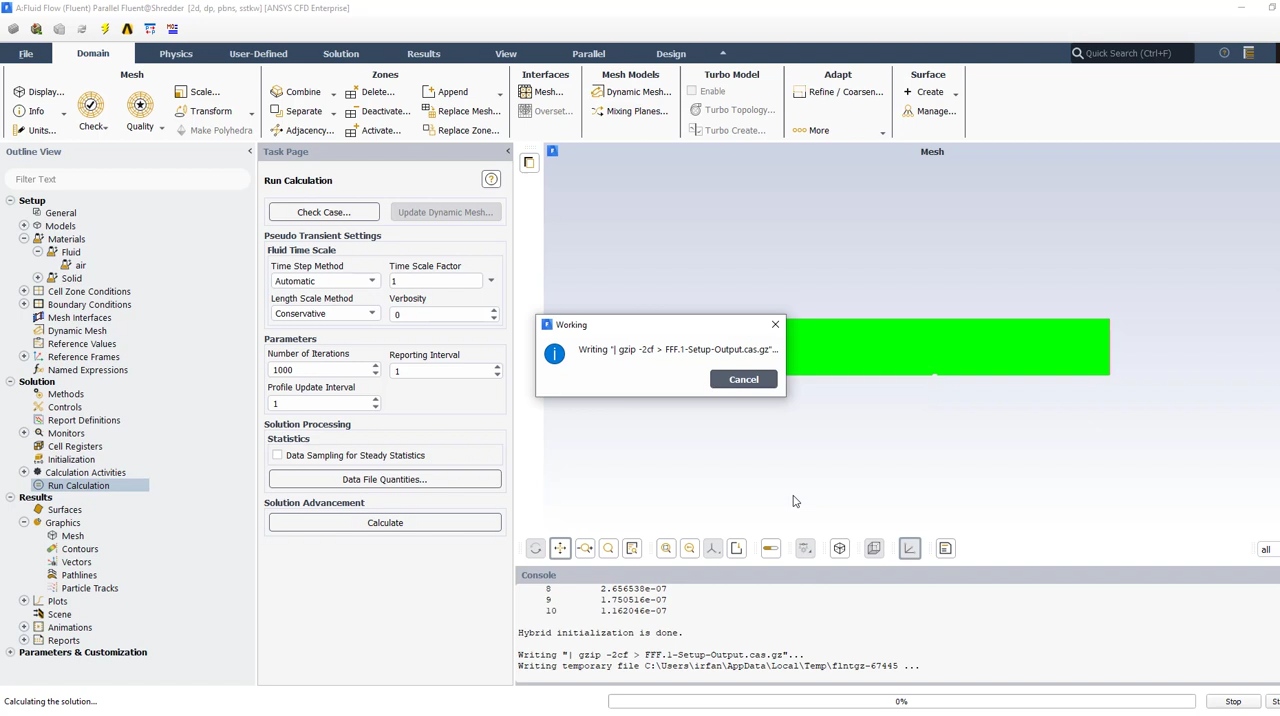 A:Fluid Flow (Fluent) Parallel Fluent@Shredder [2d, dp, pbns, sstkw] [ANSYS CFD Enterprise]
File Domain Physics User-Defined Solution Results View Parallel Design Quick Search (Ctrl+F)
Mesh Zones Interfaces Mesh Models Turbo Model Adapt Surface
Display... Scale... Combine Delete... Append Mesh... Dynamic Mesh... Enable Refine / Coarsen... Create
Info Check Quality Transform Separate Deactivate... Replace Mesh... Overset... Mixing Planes... Turbo Topology... Manage...
Units... Make Polyhedra Adjacency... Activate... Replace Zone... Turbo Create... More
Outline View
Filter Text
Setup
General
Models
Materials
Fluid
air
Solid
Cell Zone Conditions
Boundary Conditions
Mesh Interfaces
Dynamic Mesh
Reference Values
Reference Frames
Named Expressions
Solution
Methods
Controls
Report Definitions
Monitors
Cell Registers
Initialization
Calculation Activities
Run Calculation
Results
Surfaces
Graphics
Mesh
Contours
Vectors
Pathlines
Particle Tracks
Plots
Scene
Animations
Reports
Parameters & Customization
Task Page
Run Calculation
Check Case... Update Dynamic Mesh...
Pseudo Transient Settings
Fluid Time Scale
Time Step Method Time Scale Factor
Automatic 1
Length Scale Method Verbosity
Conservative 0
Parameters
Number of Iterations Reporting Interval
1000 1
Profile Update Interval
1
Solution Processing
Statistics
Data Sampling for Steady Statistics
Data File Quantities...
Solution Advancement
Calculate
Mesh
Working
Writing "| gzip -2cf > FFF.1-Setup-Output.cas.gz"...
Cancel
all
Console
8 2.656538e-07
9 1.750516e-07
10 1.162046e-07
Hybrid initialization is done.
Writing "| gzip -2cf > FFF.1-Setup-Output.cas.gz"...
Writing temporary file C:\Users\irfan\AppData\Local\Temp\flntgz-67445 ...
Calculating the solution... 0% Stop